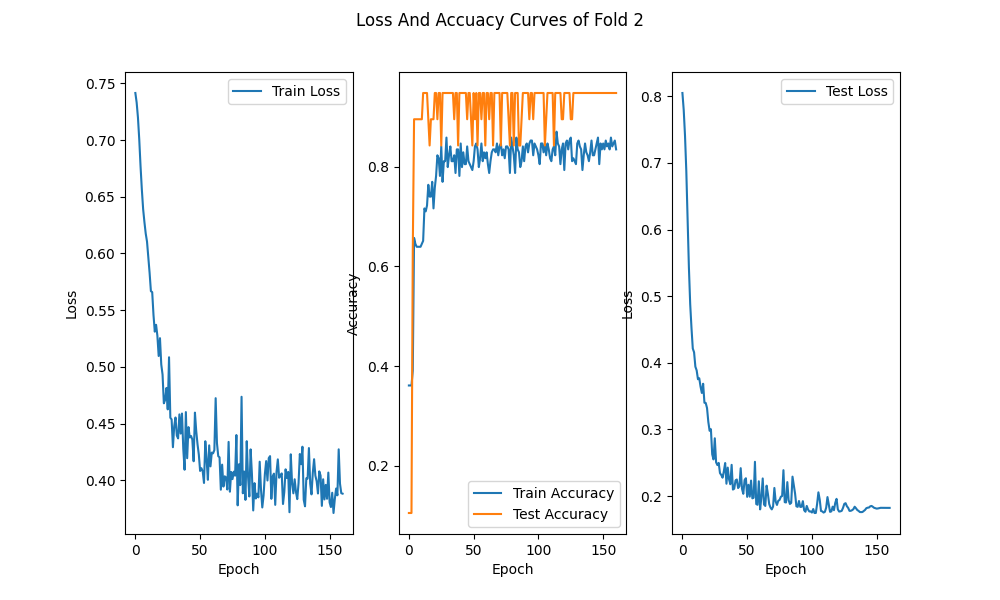 Loss And Accuacy Curves of Fold 2
0.75
0.70
0.65
0.60
0.55
0.50
0.45
0.40
0
50
100
150
Loss
Epoch
Train Loss
0.8
0.6
0.4
0.2
0
50
100
150
Accuracy
Epoch
Train Accuracy
Test Accuracy
0.8
0.7
0.6
0.5
0.4
0.3
0.2
0
50
100
150
Loss
Epoch
Test Loss